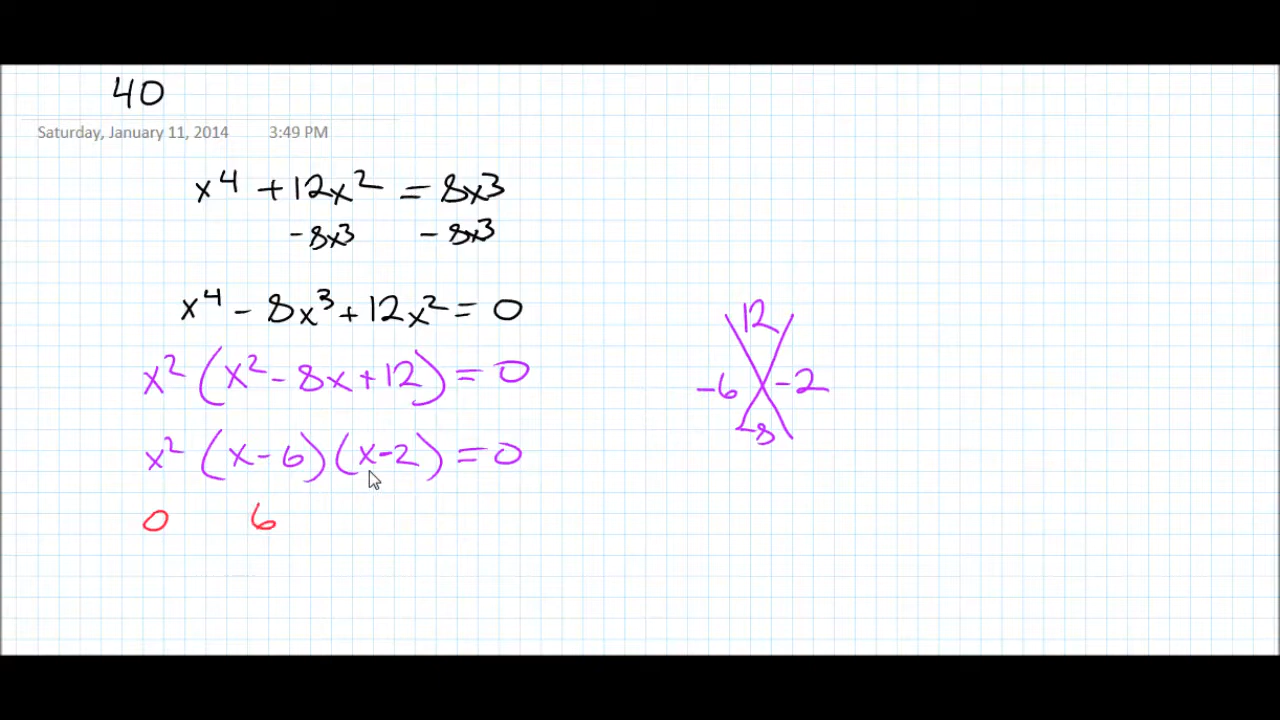 40
Saturday, January 11, 2014 3:49 PM
x⁴ + 12x² = 8x³
-8x³ -8x³
x⁴ - 8x³ + 12x² = 0
x² (x² - 8x + 12) = 0
x² (x - 6) (x - 2) = 0
0 6
12
-6 -2
-8